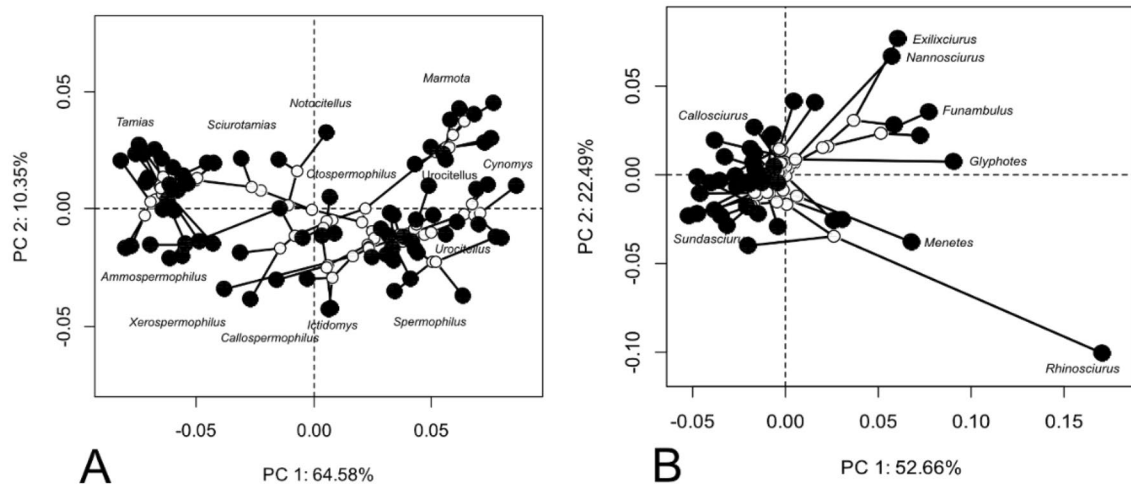 Marmota
Notocitellus
Tamias
Sciurotamias
Cynomys
Otospermophilus
Urocitellus
Urocitellus
Ammospermophilus
Xerospermophilus
Ictidomys
Spermophilus
Callospermophilus
0.05
0.00
-0.05
PC 2: 10.35%
-0.05
0.00
0.05
PC 1: 64.58%
A
Exilixciurus
Nannosciurus
Callosciurus
Funambulus
Glyphotes
Sundasciurus
Menetes
Rhinosciurus
0.05
0.00
-0.05
-0.10
PC 2: 22.49%
-0.05
0.00
0.05
0.10
0.15
PC 1: 52.66%
B